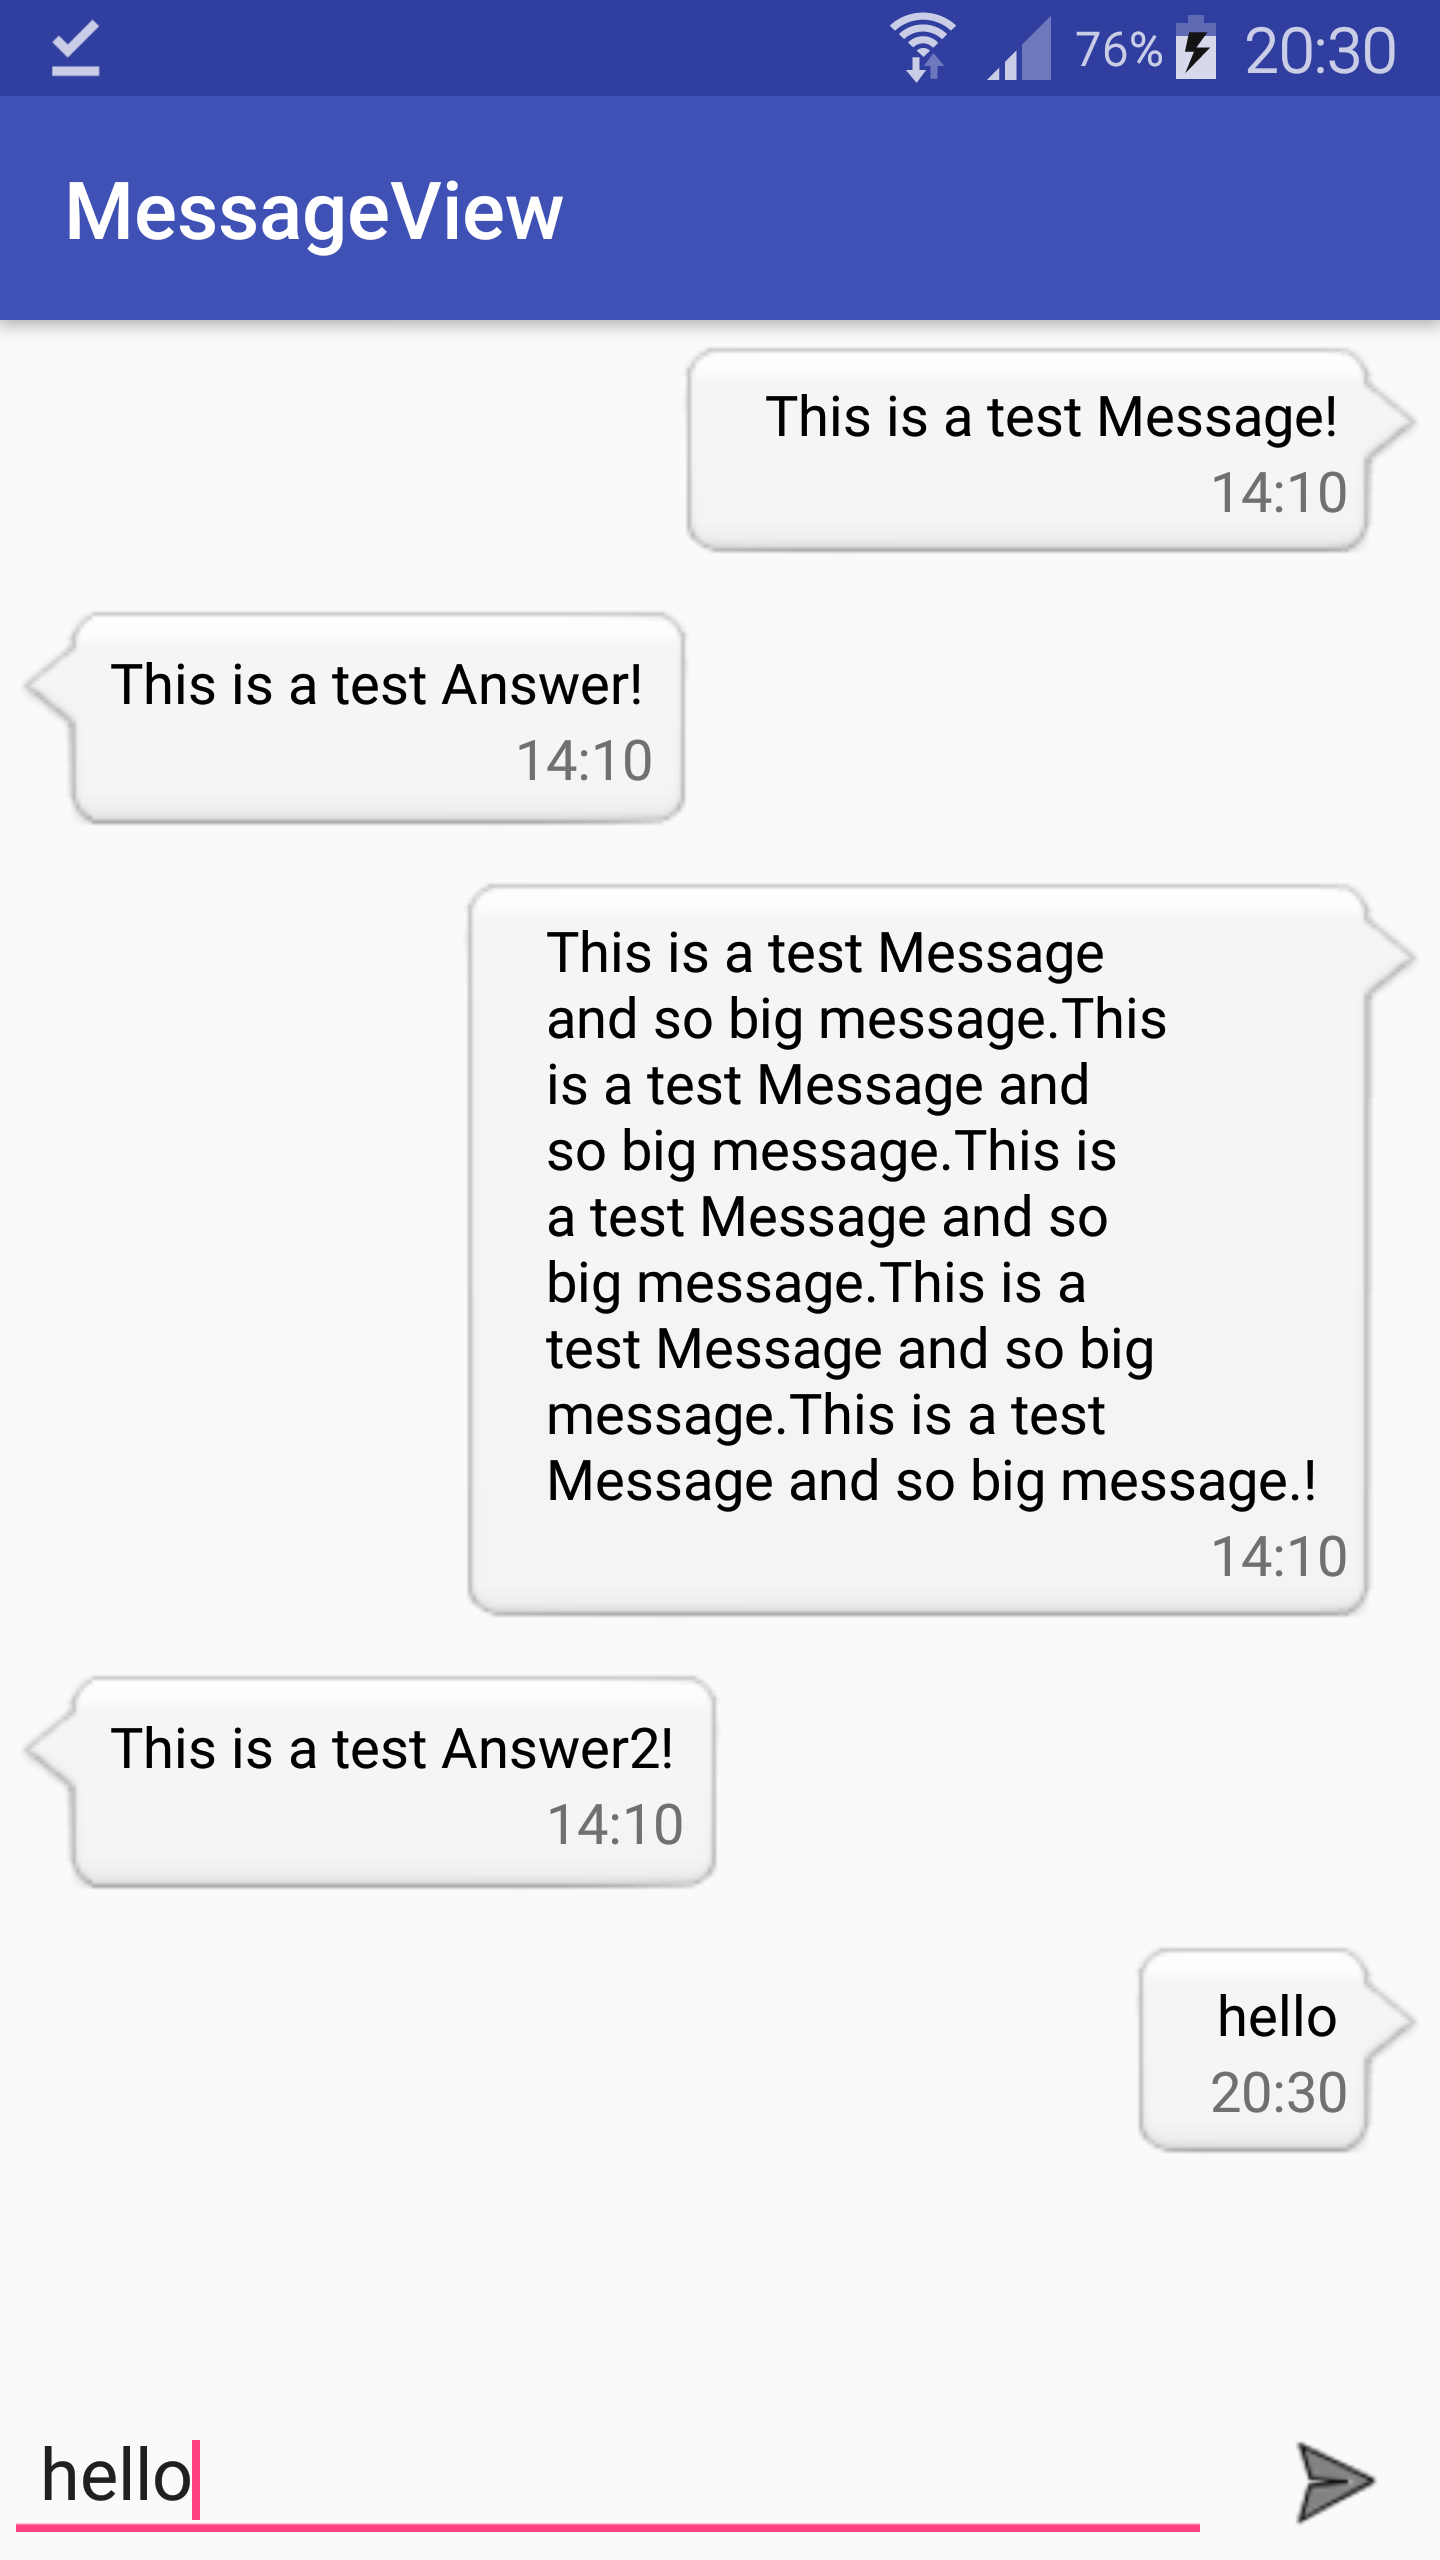 76% 20:30
MessageView
This is a test Message!
14:10
This is a test Answer!
14:10
This is a test Message
and so big message.This
is a test Message and
so big message.This is
a test Message and so
big message.This is a
test Message and so big
message.This is a test
Message and so big message.!
14:10
This is a test Answer2!
14:10
hello
20:30
hello